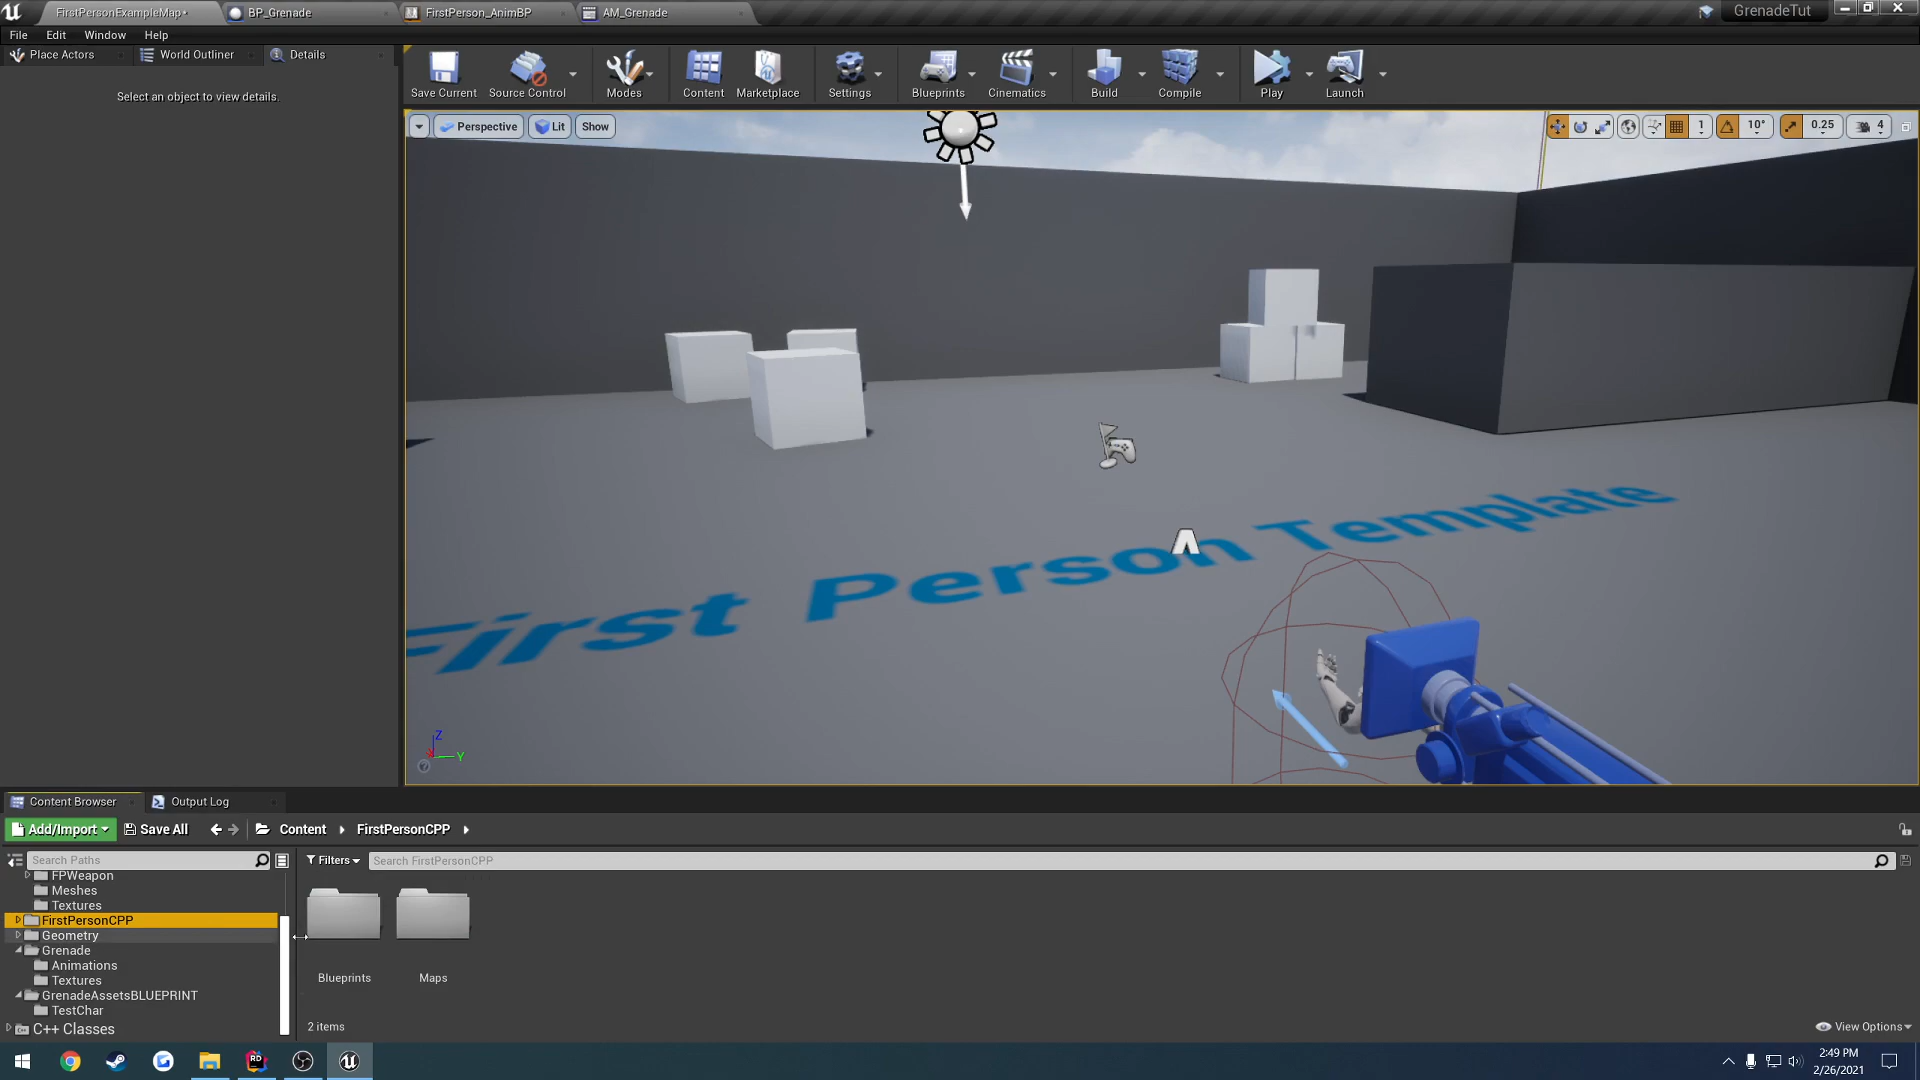 FirstPersonExampleMap•
BP_Grenade
FirstPerson_AnimBP
AM_Grenade
GrenadeTut
File
Edit
Window
Help
Place Actors
World Outliner
Details
Select an object to view details.
Save Current
Source Control
Modes
Content
Marketplace
Settings
Blueprints
Cinematics
Build
Compile
Play
Launch
Perspective
Lit
Show
1
10°
0.25
4
First Person Template
Z
Y
Content Browser
Output Log
Add/Import
Save All
Content
FirstPersonCPP
Search Paths
Filters
Search FirstPersonCPP
FPWeapon
Meshes
Textures
FirstPersonCPP
Geometry
Grenade
Animations
Textures
GrenadeAssetsBLUEPRINT
TestChar
C++ Classes
Blueprints
Maps
2 items
View Options
2:49 PM
2/26/2021